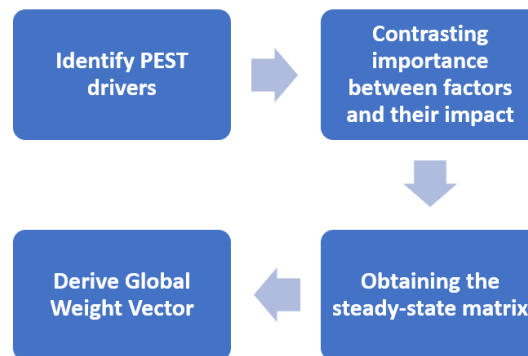 Identify PEST
drivers
Contrasting
importance
between factors
and their impact
Obtaining the
steady-state matrix
Derive Global
Weight Vector